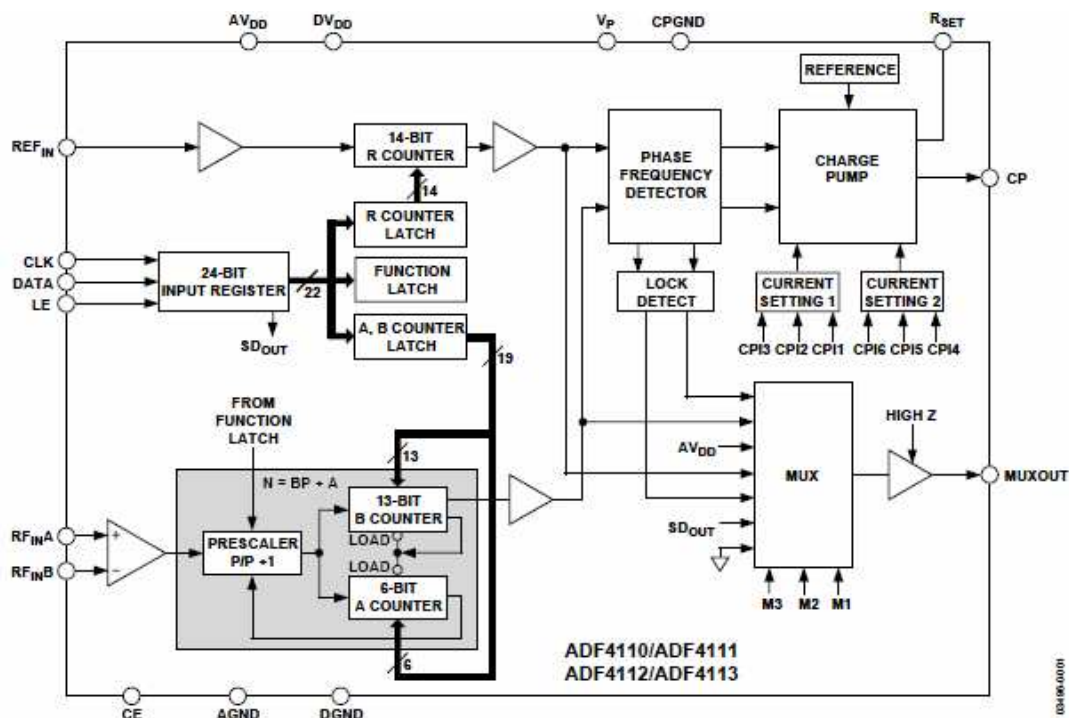 AVDD
DVDD
VP
CPGND
RSET
REFERENCE
REFIN
14-BIT
R COUNTER
PHASE
FREQUENCY
DETECTOR
CHARGE
PUMP
CP
14
R COUNTER
LATCH
CLK
DATA
LE
24-BIT
INPUT REGISTER
22
FUNCTION
LATCH
LOCK
DETECT
CURRENT
SETTING 1
CURRENT
SETTING 2
A, B COUNTER
LATCH
SDOUT
19
CPI3
CPI2
CPI1
CPI6
CPI5
CPI4
FROM
FUNCTION
LATCH
HIGH Z
13
AVDD
MUX
MUXOUT
N = BP + A
13-BIT
B COUNTER
RFINA
RFINB
+
–
PRESCALER
P/P +1
LOAD
LOAD
SDOUT
6-BIT
A COUNTER
M3
M2
M1
6
ADF4110/ADF4111
ADF4112/ADF4113
CE
AGND
DGND
03496-0-001